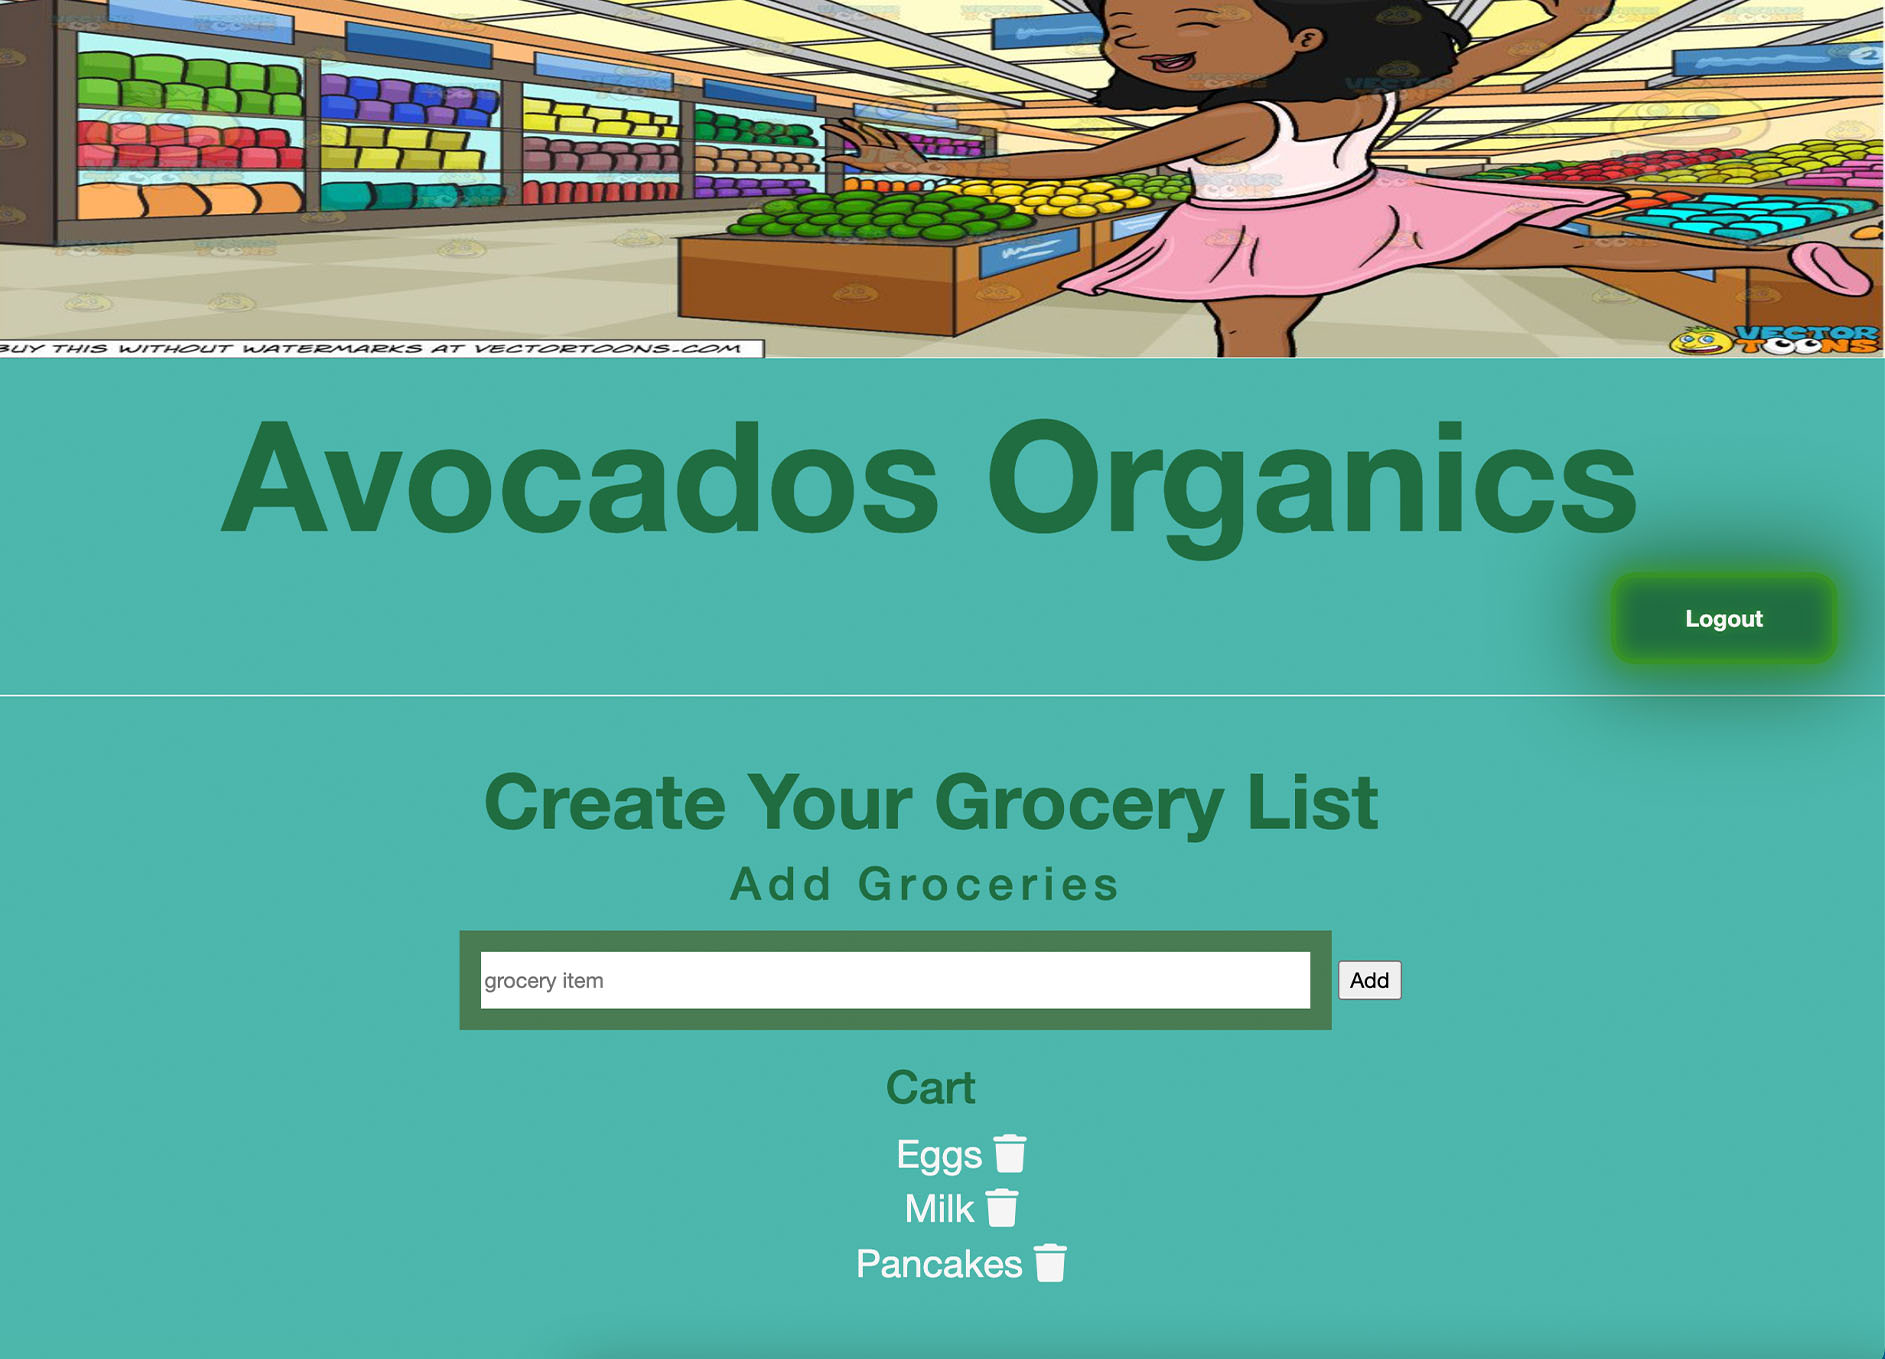 2
BUY THIS WITHOUT WATERMARKS AT VECTORTOONS.COM
VECTOR
TOONS
Avocados Organics
Logout
Create Your Grocery List
Add Groceries
grocery item
Add
Cart
Eggs
Milk
Pancakes